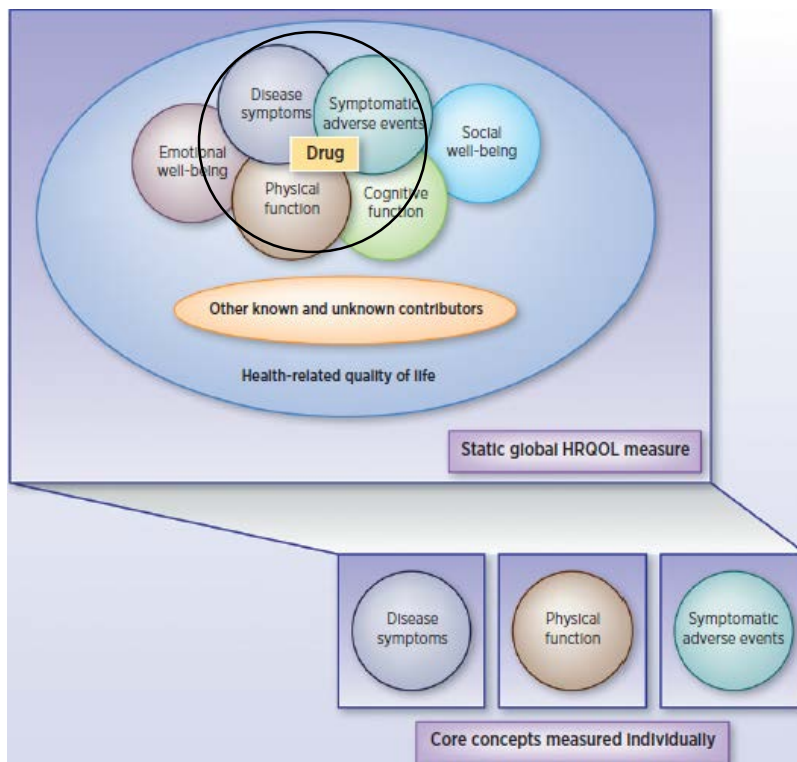 Disease
symptoms
Symptomatic
adverse events
Emotional
well-being
Drug
Social
well-being
Physical
function
Cognitive
function
Other known and unknown contributors
Health-related quality of life
Static global HRQOL measure
Disease
symptoms
Physical
function
Symptomatic
adverse events
Core concepts measured individually